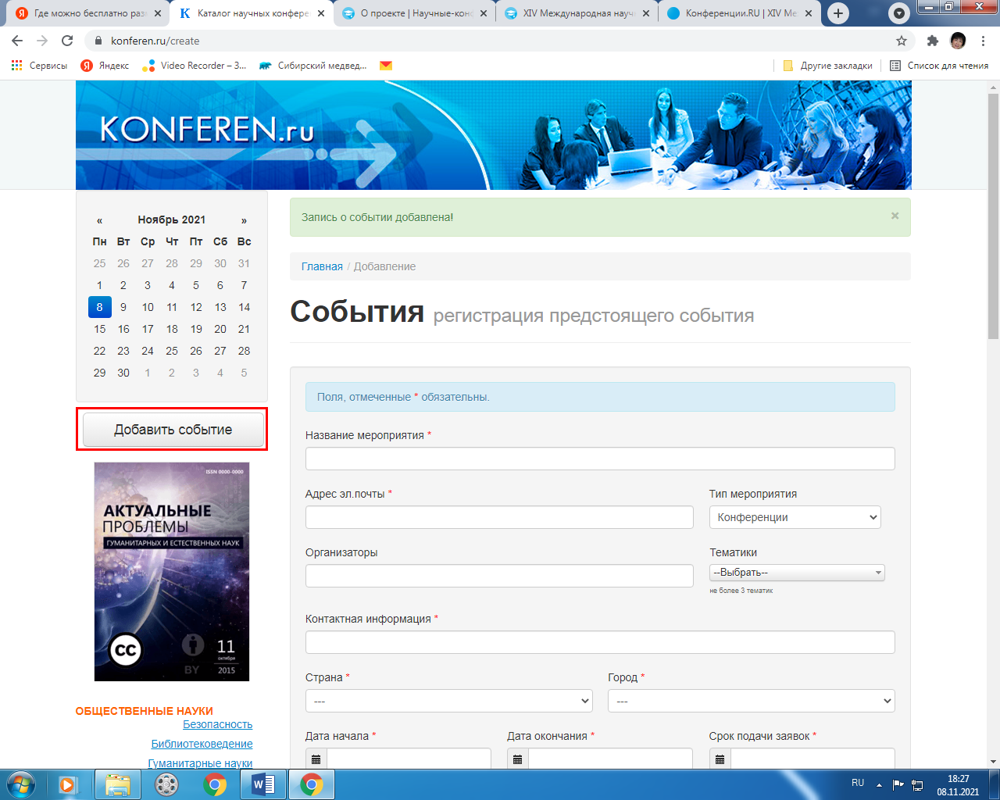 Где можно бесплатно раз
Каталог научных конфере
О проекте | Научные-кон
XIV Международная науч
Конференции.RU | XIV Ме
konferen.ru/create
Сервисы
Яндекс
Video Recorder – З...
Сибирский медвед...
Другие закладки
Список для чтения
KONFEREN.ru
« Ноябрь 2021 »
Пн Вт Ср Чт Пт Сб Вс
25 26 27 28 29 30 31
1 2 3 4 5 6 7
8 9 10 11 12 13 14
15 16 17 18 19 20 21
22 23 24 25 26 27 28
29 30 1 2 3 4 5
Добавить событие
ISSN 0000-0000
АКТУАЛЬНЫЕ
ПРОБЛЕМЫ
ГУМАНИТАРНЫХ И ЕСТЕСТВЕННЫХ НАУК
cc
BY
11
октября
2015
ОБЩЕСТВЕННЫЕ НАУКИ
Безопасность
Библиотековедение
Гуманитарные науки
Запись о событии добавлена!
×
Главная / Добавление
События регистрация предстоящего события
Поля, отмеченные * обязательны.
Название мероприятия *
Адрес эл.почты *
Тип мероприятия
Конференции
Организаторы
Тематики
--Выбрать--
не более 3 тематик
Контактная информация *
Страна *
Город *
---
---
Дата начала *
Дата окончания *
Срок подачи заявок *
RU
18:27
08.11.2021